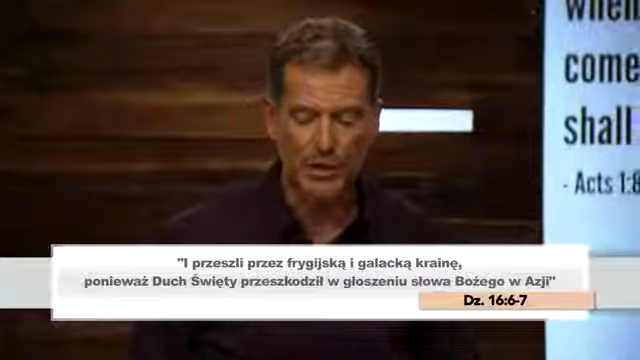 when
come
shall
- Acts 1:8
"I przeszli przez frygijską i galacką krainę,
ponieważ Duch Święty przeszkodził w głoszeniu słowa Bożego w Azji"
Dz. 16:6-7